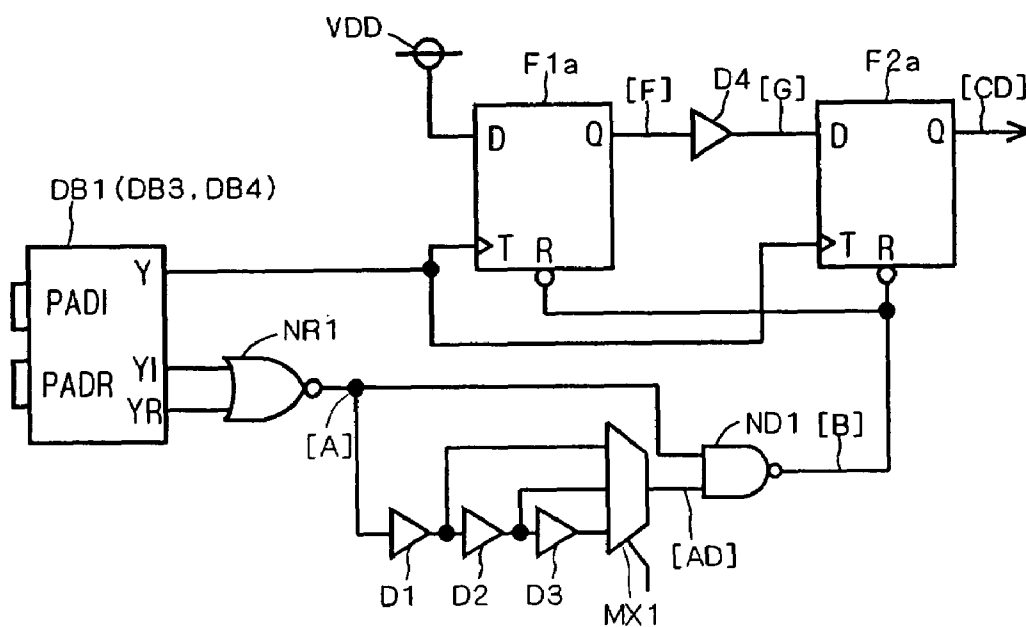 VDD
F1a
[F]
D4
[G]
F2a
[CD]
D
Q
D
Q
DB1(DB3, DB4)
T
R
T
R
Y
PADI
NR1
YI
PADR
YR
[A]
ND1
[B]
[AD]
D1
D2
D3
MX1